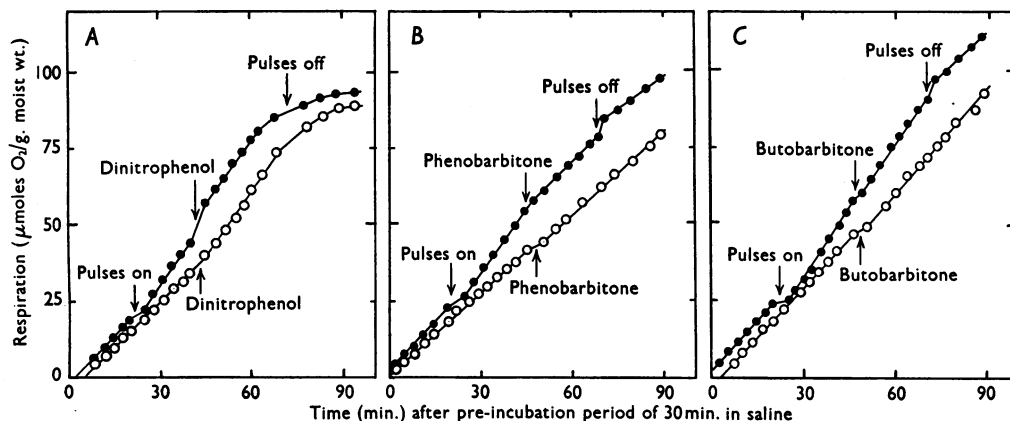 A
Pulses off
Dinitrophenol
Pulses on
Dinitrophenol
B
Pulses off
Phenobarbitone
Pulses on
Phenobarbitone
C
Pulses off
Butobarbitone
Pulses on
Butobarbitone
Respiration (μmoles O₂/g. moist wt.)
100
75
50
25
0
0 30 60 90 0 30 60 90 0 30 60 90
Time (min.) after pre-incubation period of 30 min. in saline